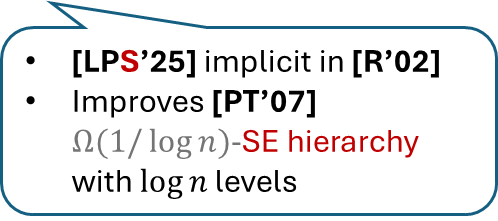 • [LPS’25] implicit in [R’02]
• Improves [PT’07]
Ω(1/ log n)-SE hierarchy
with log n levels